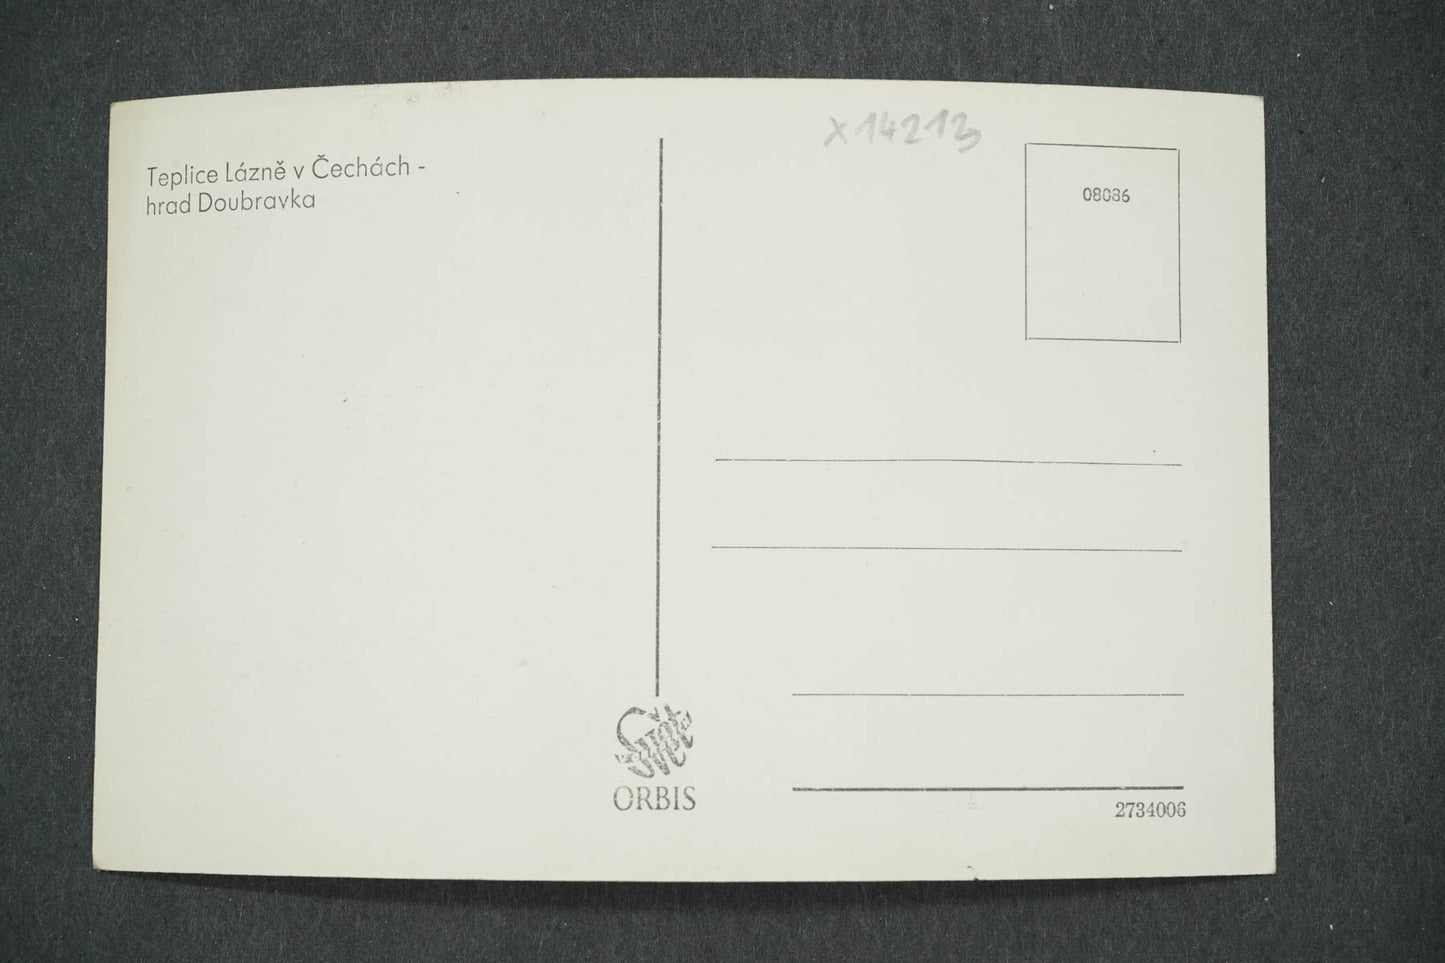 Teplice Lázně v Čechách -
hrad Doubravka
x14213
08086
Svět
ORBIS
2734006